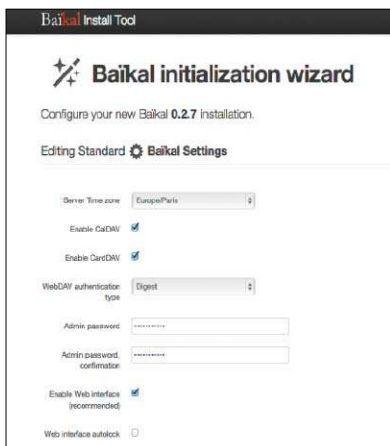 Baïkal Install Tool
Baïkal initialization wizard
Configure your new Baïkal 0.2.7 installation.
Editing Standard Baïkal Settings
Server Time zone Europe/Paris
Enable CalDAV
Enable CardDAV
WebDAV authentication type Digest
Admin password ----------
Admin password, confirmation ----------
Enable Web interface (recommended)
Web interface autolock